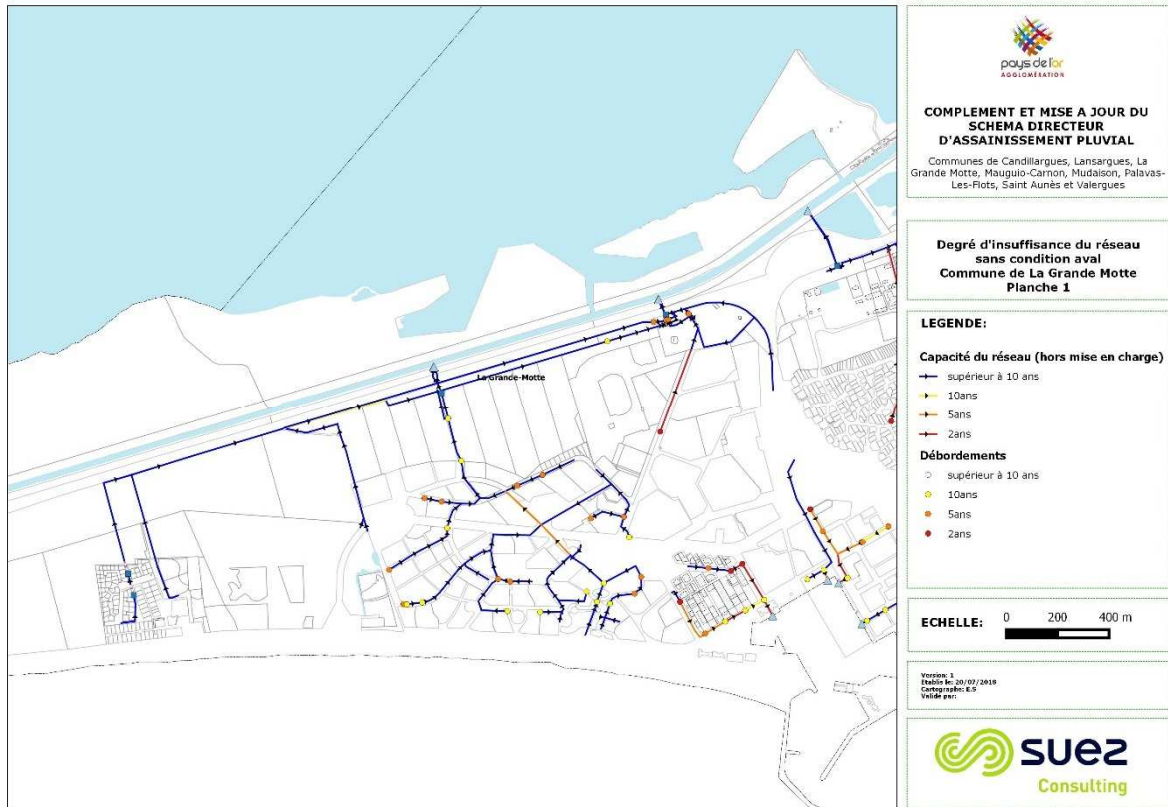 La Grande-Motte
pays de l'or
AGGLOMÉRATION
COMPLEMENT ET MISE A JOUR DU
SCHEMA DIRECTEUR
D'ASSAINISSEMENT PLUVIAL
Communes de Candillargues, Lansargues, La
Grande Motte, Mauguio-Carnon, Mudaison, Palavas-
Les-Flots, Saint Aunès et Valergues
Degré d'insuffisance du réseau
sans condition aval
Commune de La Grande Motte
Planche 1
LEGENDE:
Capacité du réseau (hors mise en charge)
supérieur à 10 ans
10ans
5ans
2ans
Débordements
supérieur à 10 ans
10ans
5ans
2ans
ECHELLE:
0 200 400 m
Version: 1
Etablis le: 20/07/2018
Cartographe: E.S
Validé par:
suez
Consulting